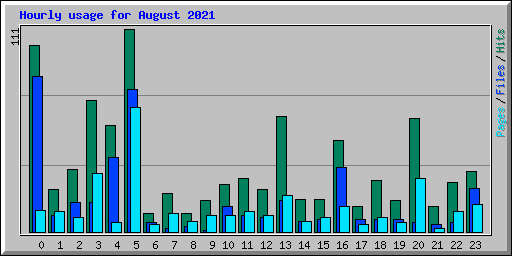 Hourly usage for August 2021
111
Pages/Files/Hits
0 1 2 3 4 5 6 7 8 9 10 11 12 13 14 15 16 17 18 19 20 21 22 23